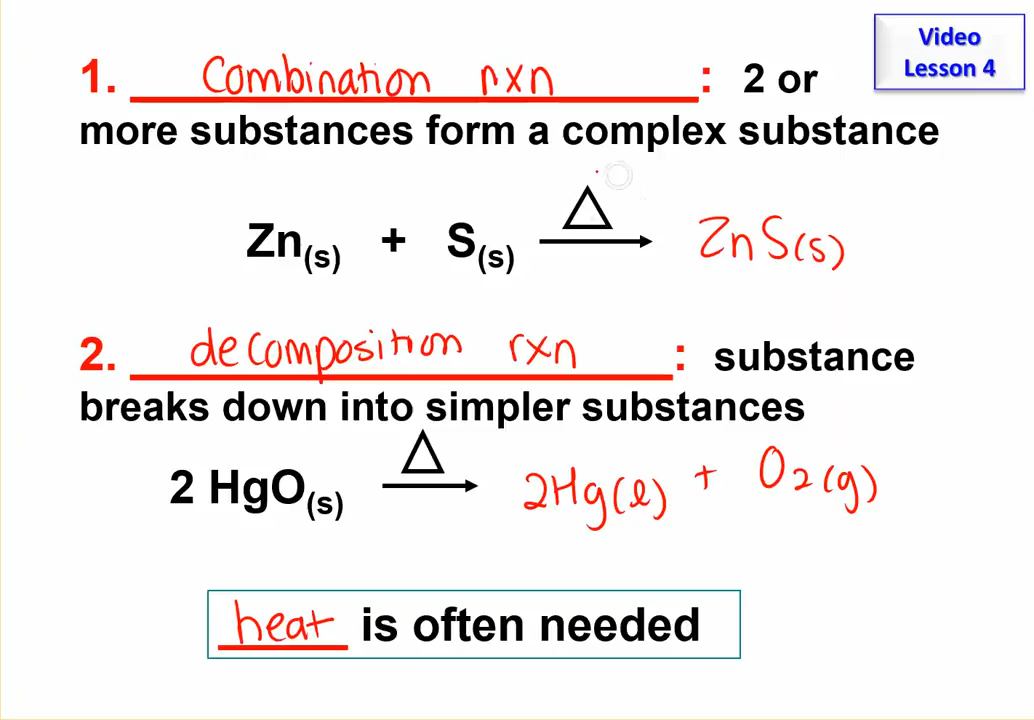 Video
Lesson 4
1. Combination rxn : 2 or
more substances form a complex substance
Zn(s) + S(s) △→ ZnS(s)
2. decomposition rxn : substance
breaks down into simpler substances
2 HgO(s) △→ 2Hg(l) + O2(g)
heat is often needed